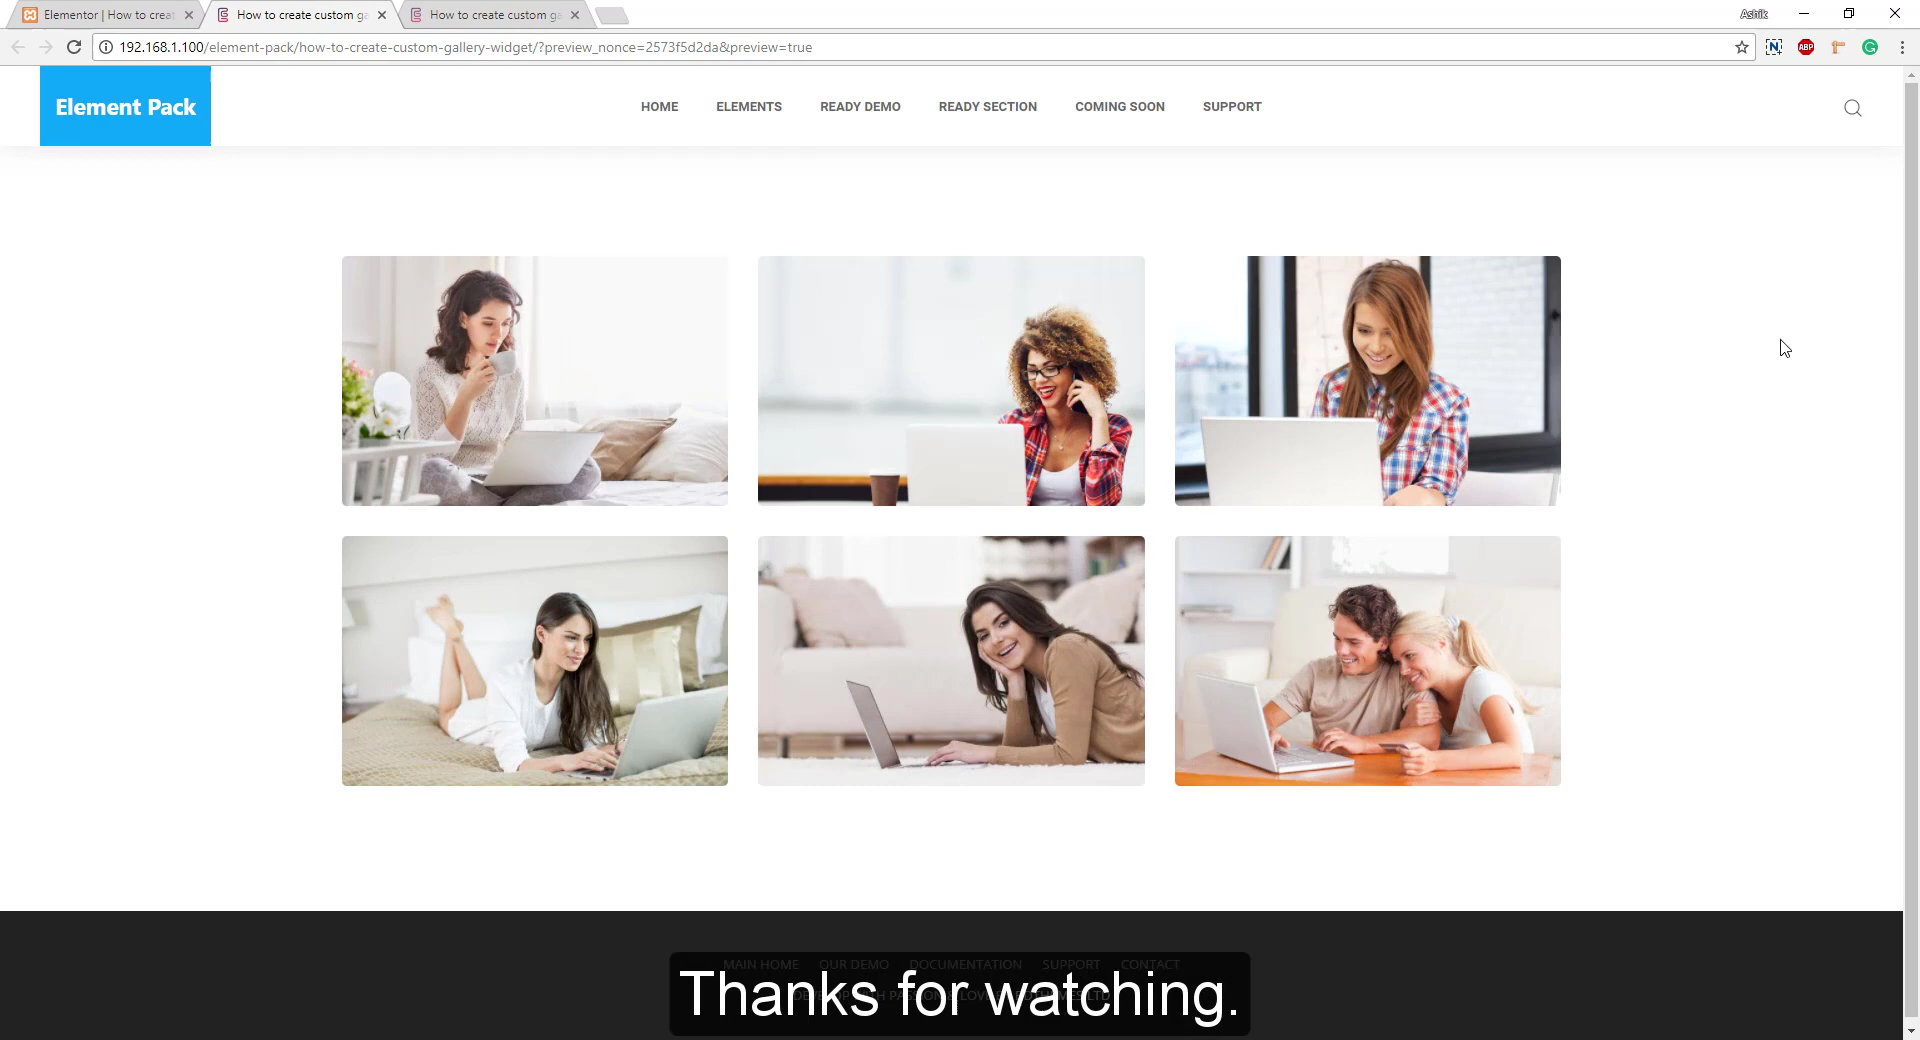 Elementor | How to creat
How to create custom ga
How to create custom ga
Ashik
192.168.1.100/element-pack/how-to-create-custom-gallery-widget/?preview_nonce=2573f5d2da&preview=true
ABP
Element Pack
HOME ELEMENTS READY DEMO READY SECTION COMING SOON SUPPORT
MAIN HOME OUR DEMO DOCUMENTATION SUPPORT CONTACT
Thanks for watching.